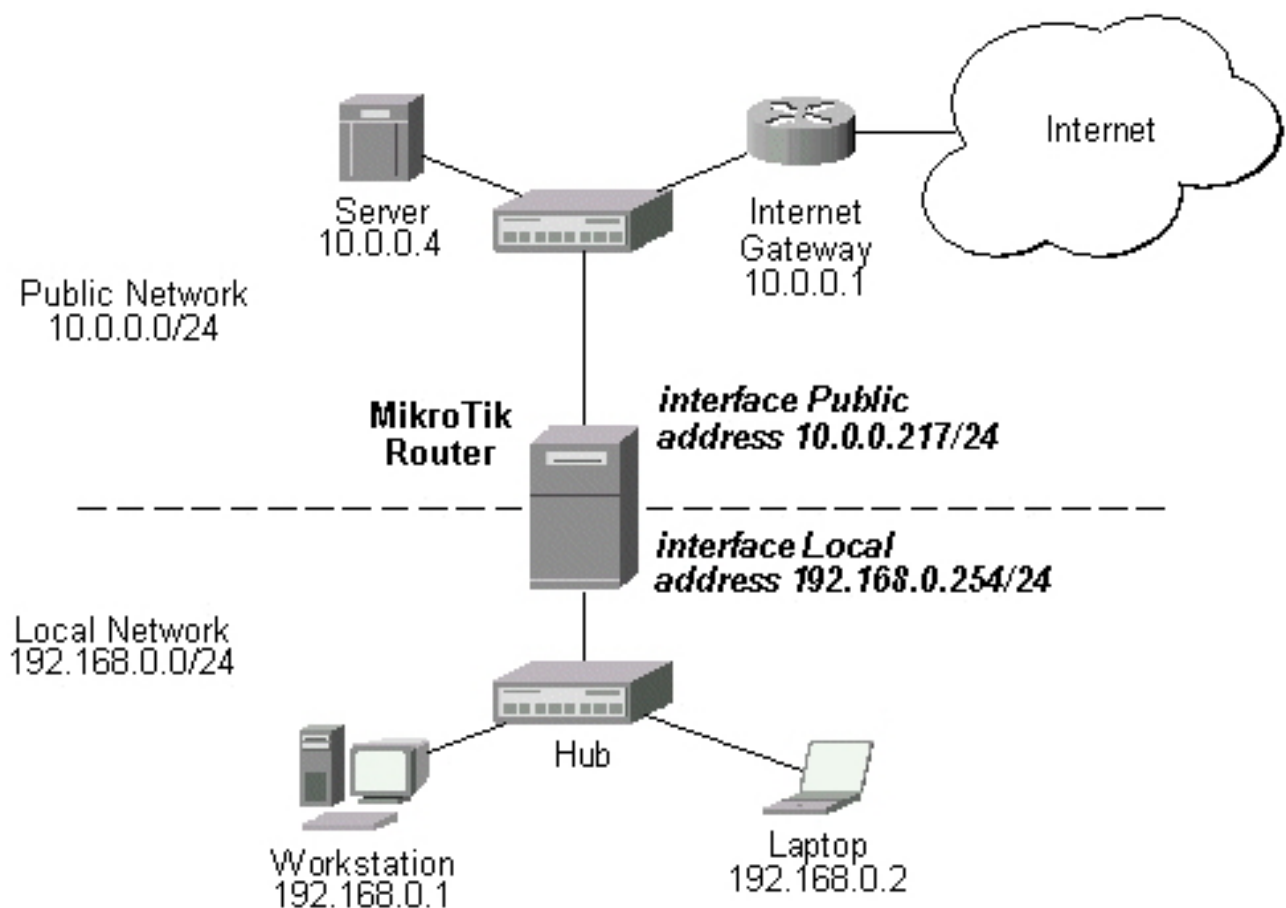 Internet
Server
10.0.0.4
Internet
Gateway
10.0.0.1
Public Network
10.0.0.0/24
MikroTik
Router
interface Public
address 10.0.0.217/24
interface Local
address 192.168.0.254/24
Local Network
192.168.0.0/24
Hub
Workstation
192.168.0.1
Laptop
192.168.0.2